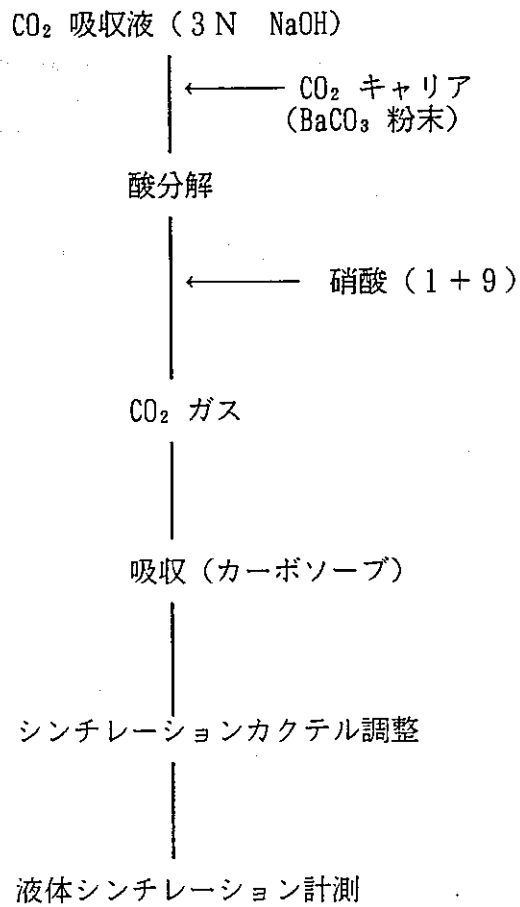 CO₂ 吸収液（3N NaOH）
CO₂ キャリア
（BaCO₃ 粉末）
酸分解
硝酸（1＋9）
CO₂ ガス
吸収（カーボソーブ）
シンチレーションカクテル調整
液体シンチレーション計測